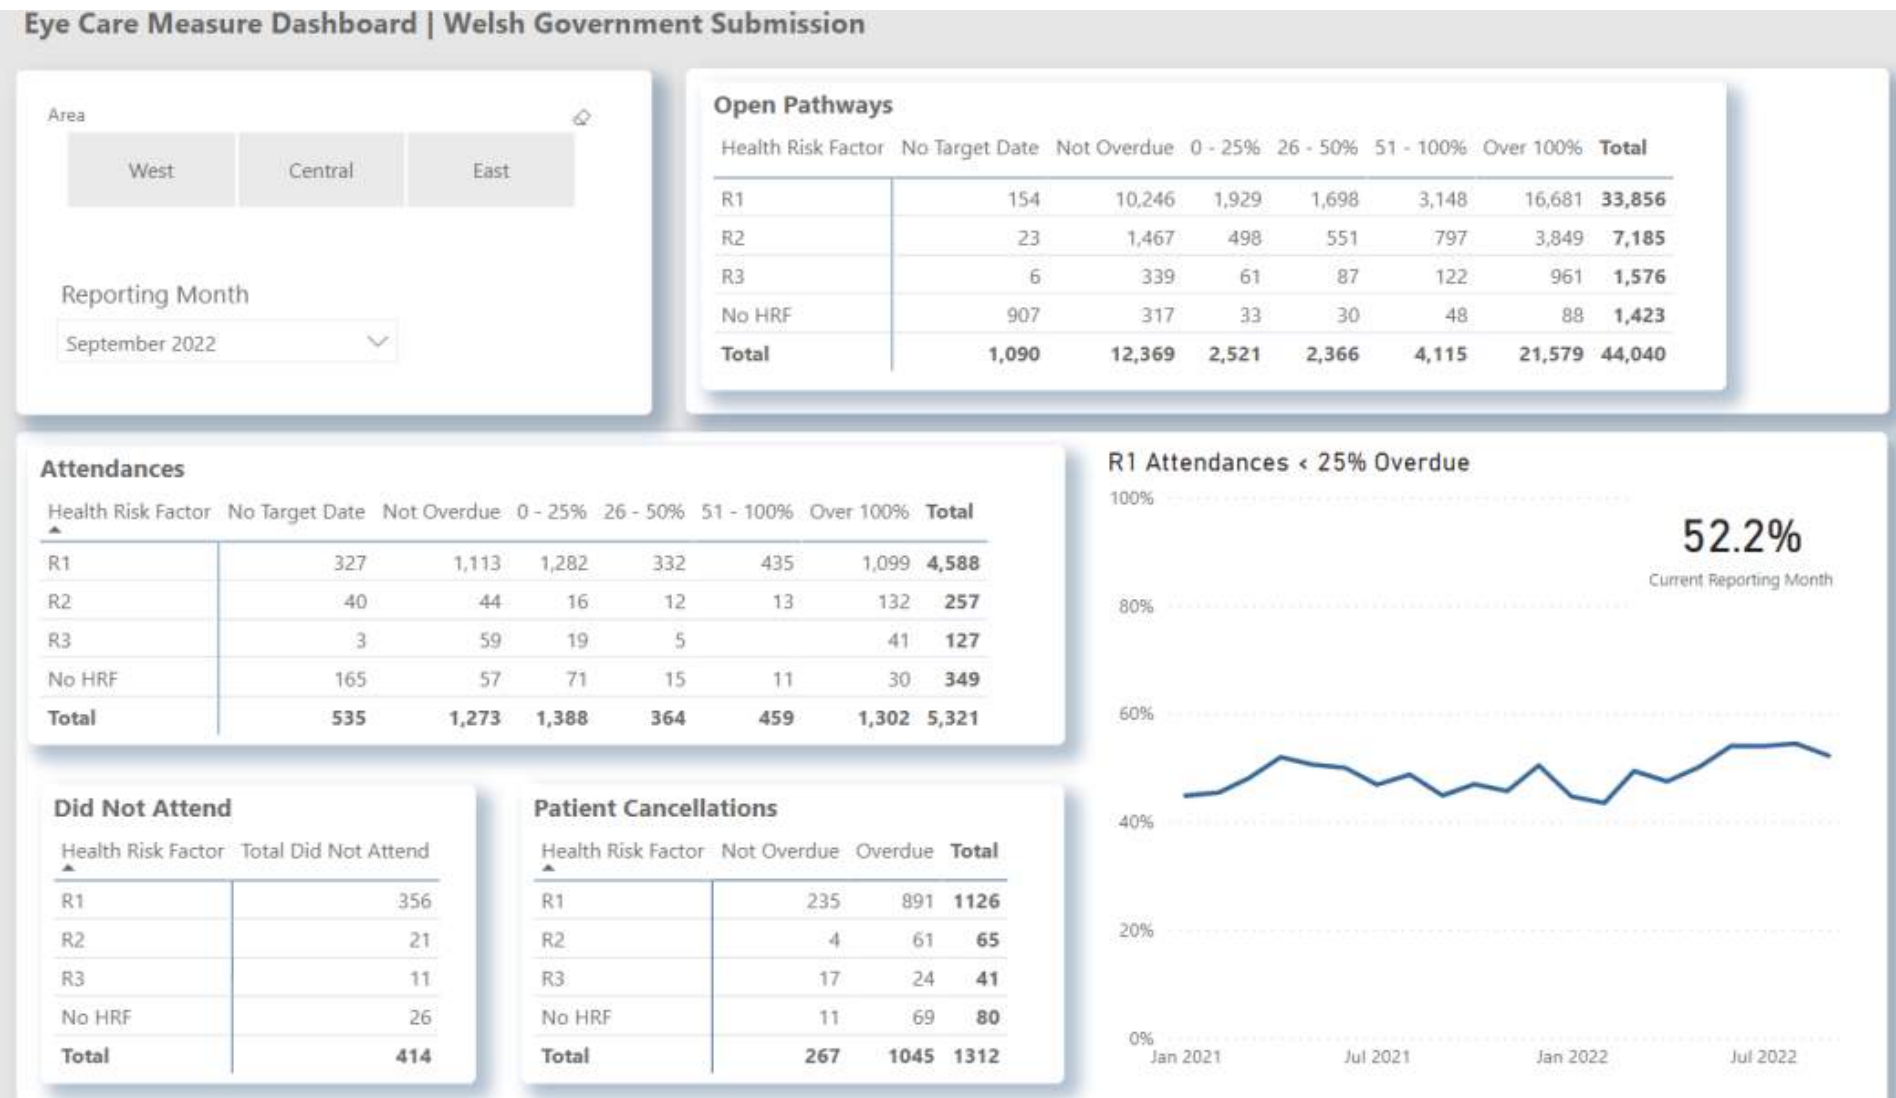 Eye Care Measure Dashboard | Welsh Government Submission
Area
West Central East
Reporting Month
September 2022
Open Pathways
Health Risk Factor No Target Date Not Overdue 0 - 25% 26 - 50% 51 - 100% Over 100% Total
R1 154 10,246 1,929 1,698 3,148 16,681 33,856
R2 23 1,467 498 551 797 3,849 7,185
R3 6 339 61 87 122 961 1,576
No HRF 907 317 33 30 48 88 1,423
Total 1,090 12,369 2,521 2,366 4,115 21,579 44,040
Attendances
Health Risk Factor No Target Date Not Overdue 0 - 25% 26 - 50% 51 - 100% Over 100% Total
R1 327 1,113 1,282 332 435 1,099 4,588
R2 40 44 16 12 13 132 257
R3 3 59 19 5 41 127
No HRF 165 57 71 15 11 30 349
Total 535 1,273 1,388 364 459 1,302 5,321
Did Not Attend
Health Risk Factor Total Did Not Attend
R1 356
R2 21
R3 11
No HRF 26
Total 414
Patient Cancellations
Health Risk Factor Not Overdue Overdue Total
R1 235 891 1126
R2 4 61 65
R3 17 24 41
No HRF 11 69 80
Total 267 1045 1312
R1 Attendances < 25% Overdue
52.2%
Current Reporting Month
100%
80%
60%
40%
20%
0%
Jan 2021 Jul 2021 Jan 2022 Jul 2022